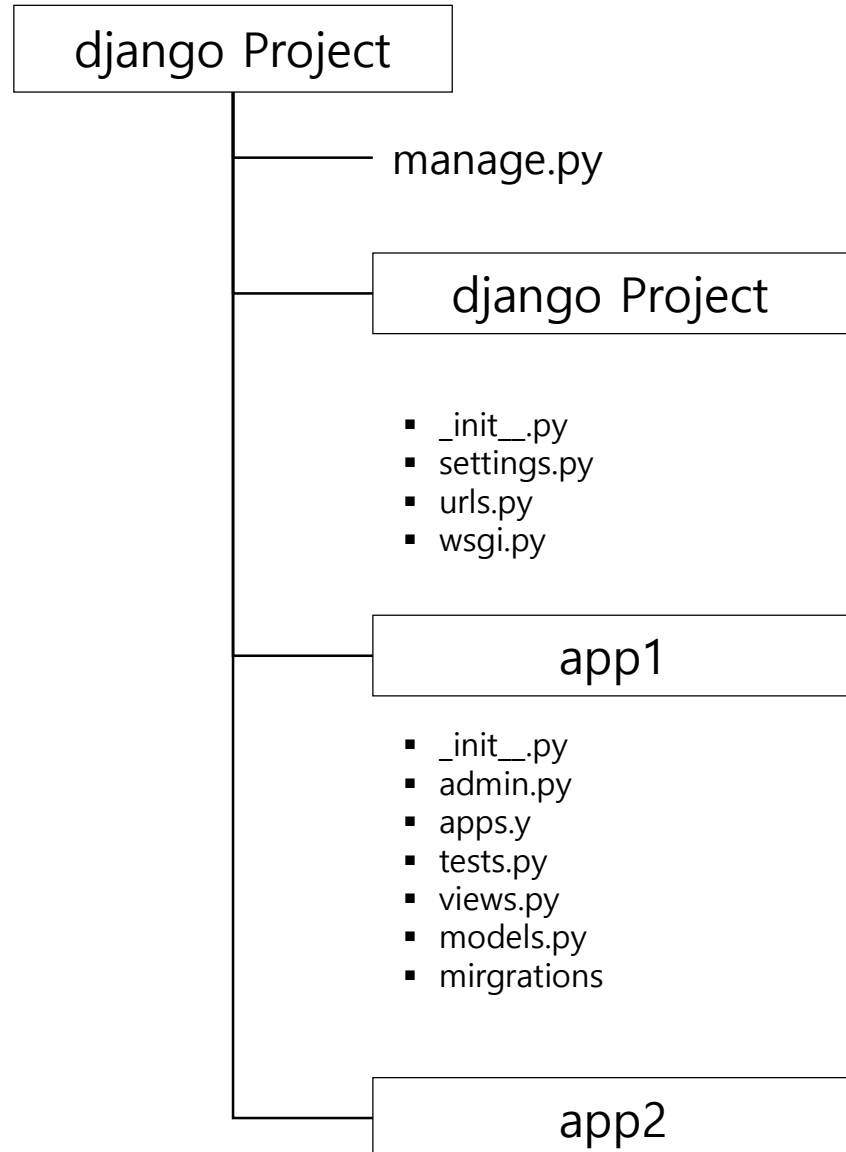 django Project
manage.py
django Project
▪ _init__.py
▪ settings.py
▪ urls.py
▪ wsgi.py
app1
▪ _init__.py
▪ admin.py
▪ apps.y
▪ tests.py
▪ views.py
▪ models.py
▪ mirgrations
app2